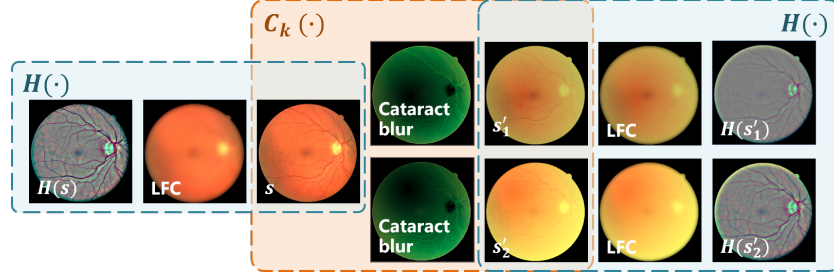 C_k(·)
H(·)
H(·)
Cataract
blur
s'_1
LFC
H(s'_1)
H(s)
LFC
s
Cataract
blur
s'_2
LFC
H(s'_2)